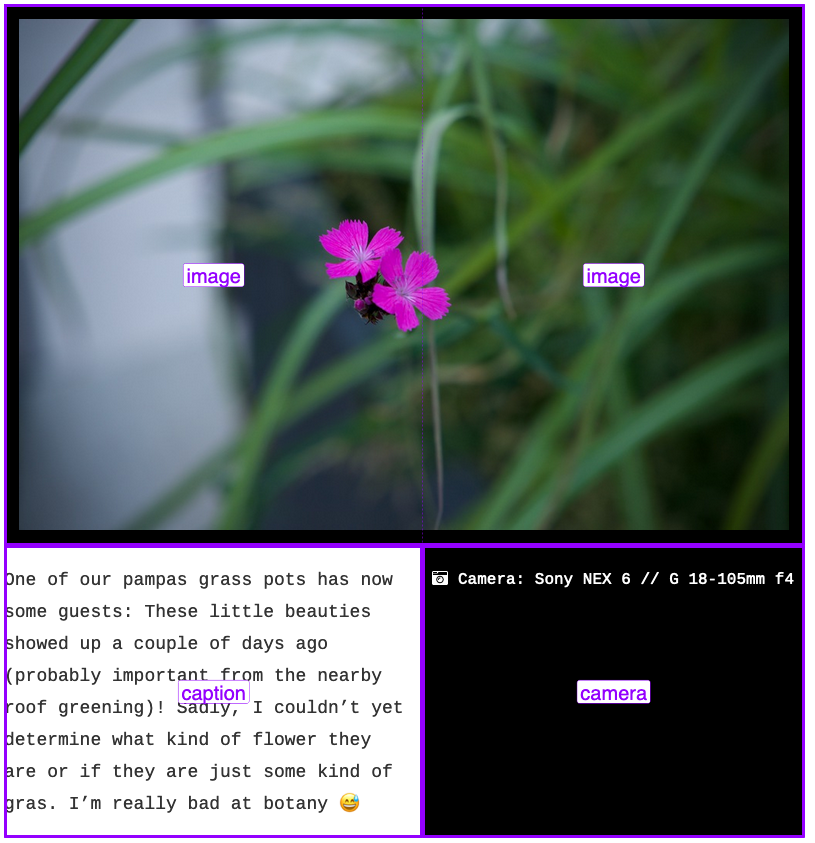 image
image
One of our pampas grass pots has now
some guests: These little beauties
showed up a couple of days ago
(probably important from the nearby
caption
roof greening)! Sadly, I couldn’t yet
determine what kind of flower they
are or if they are just some kind of
gras. I’m really bad at botany 😅
Camera: Sony NEX 6 // G 18-105mm f4
camera